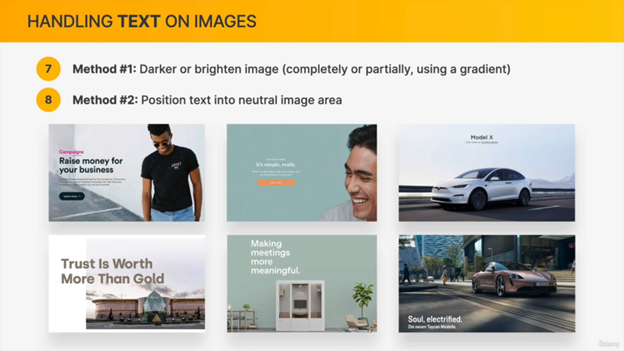 HANDLING TEXT ON IMAGES
7 Method #1: Darker or brighten image (completely or partially, using a gradient)
8 Method #2: Position text into neutral image area
Campaigns
Raise money for
your business
It's simple, really.
Model X
Trust Is Worth
More Than Gold
Making
meetings
more
meaningful.
Soul, electrified.
Die neuen Taycan Modelle.
Udemy